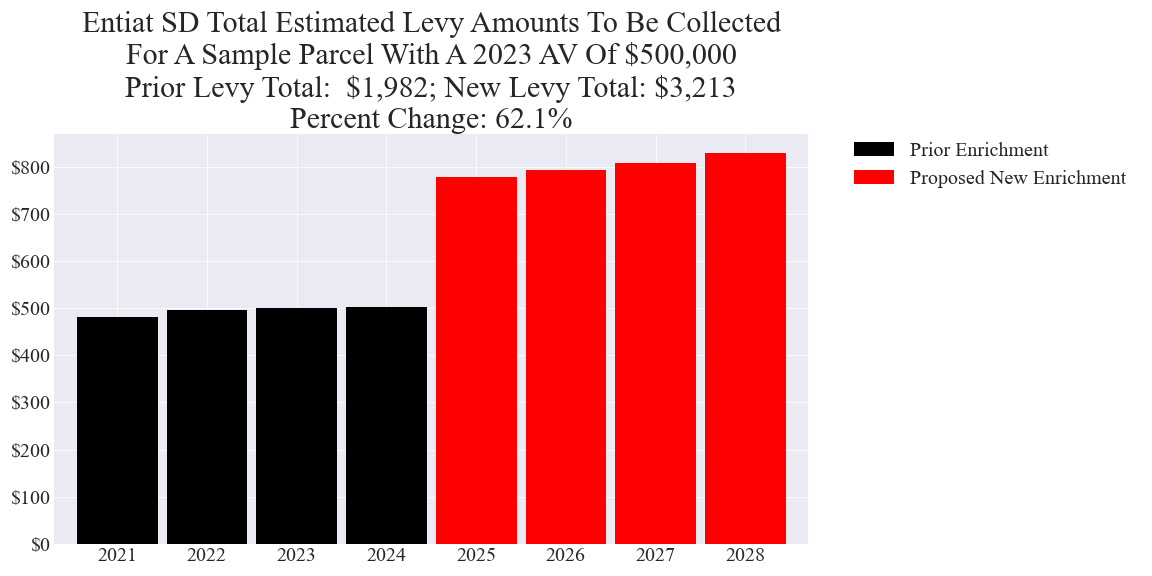 Entiat SD Total Estimated Levy Amounts To Be Collected
For A Sample Parcel With A 2023 AV Of $500,000
Prior Levy Total:  $1,982; New Levy Total: $3,213
Percent Change: 62.1%
Prior Enrichment
Proposed New Enrichment
$800
$700
$600
$500
$400
$300
$200
$100
$0
2021 2022 2023 2024 2025 2026 2027 2028